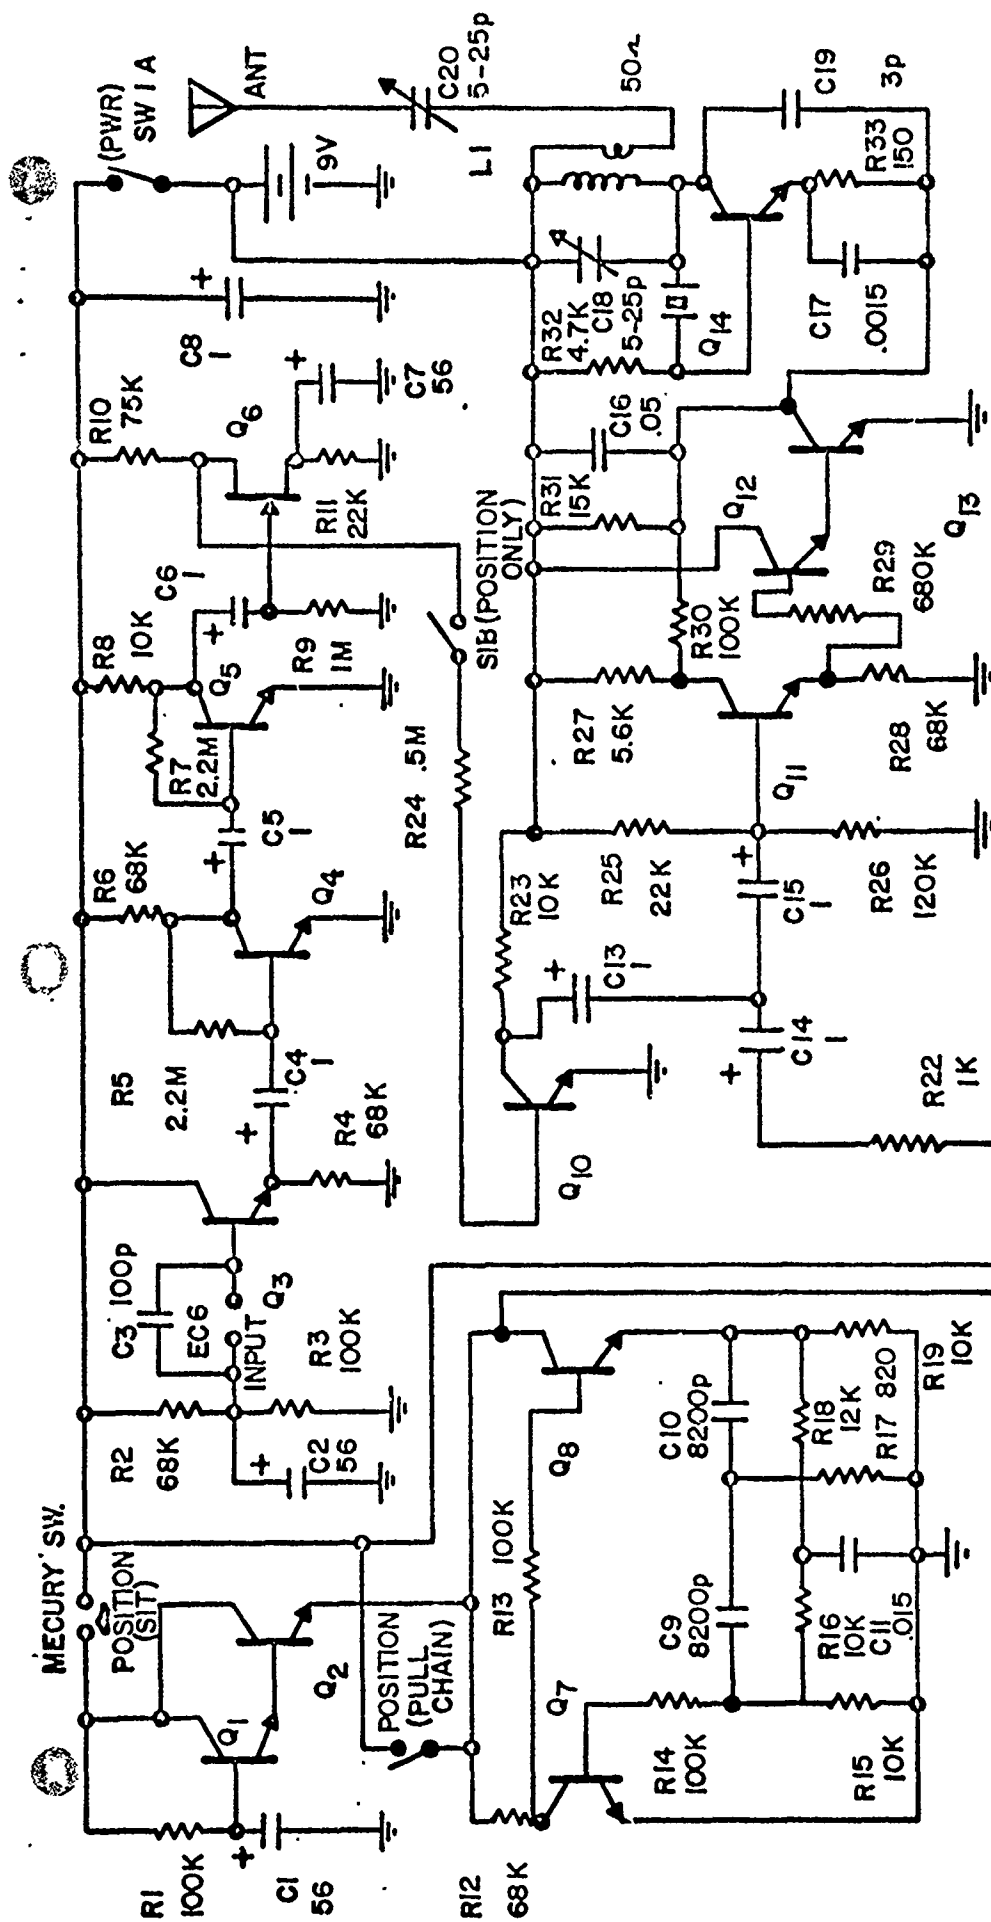 MECURY SW.
POSITION
(SIT)
R1
100K
C1
56
Q1
Q2
POSITION
(PULL
CHAIN)
R2
68K
C2
56
R3
100K
C3 100p
EC6
INPUT
Q3
R4
68K
C4
1
R5
2.2M
R6
68K
Q4
C5
1
R7
2.2M
R8
10K
Q5
R9
1M
C6
1
R10
75K
Q6
R11
22K
C7
56
C8
1
(PWR)
SW 1 A
9V
ANT
C20
5-25p
L1
50Ω
R12
68K
R13 100K
Q7
Q8
R14
100K
R15
10K
C9
8200p
C10
8200p
R16
10K
C11
.015
R18
12K
R17 820
R19
10K
Q10
R23
10K
C13
1
C14
1
R22
1K
R24 .5M
S1B (POSITION
ONLY)
R25
22K
C15
1
R26
120K
R27
5.6K
Q11
R28
68K
R30
100K
R31
15K
C16
.05
Q12
R29
680K
Q13
R32
4.7K
C18
5-25p
Q14
C17
.0015
R33
150
C19
3p